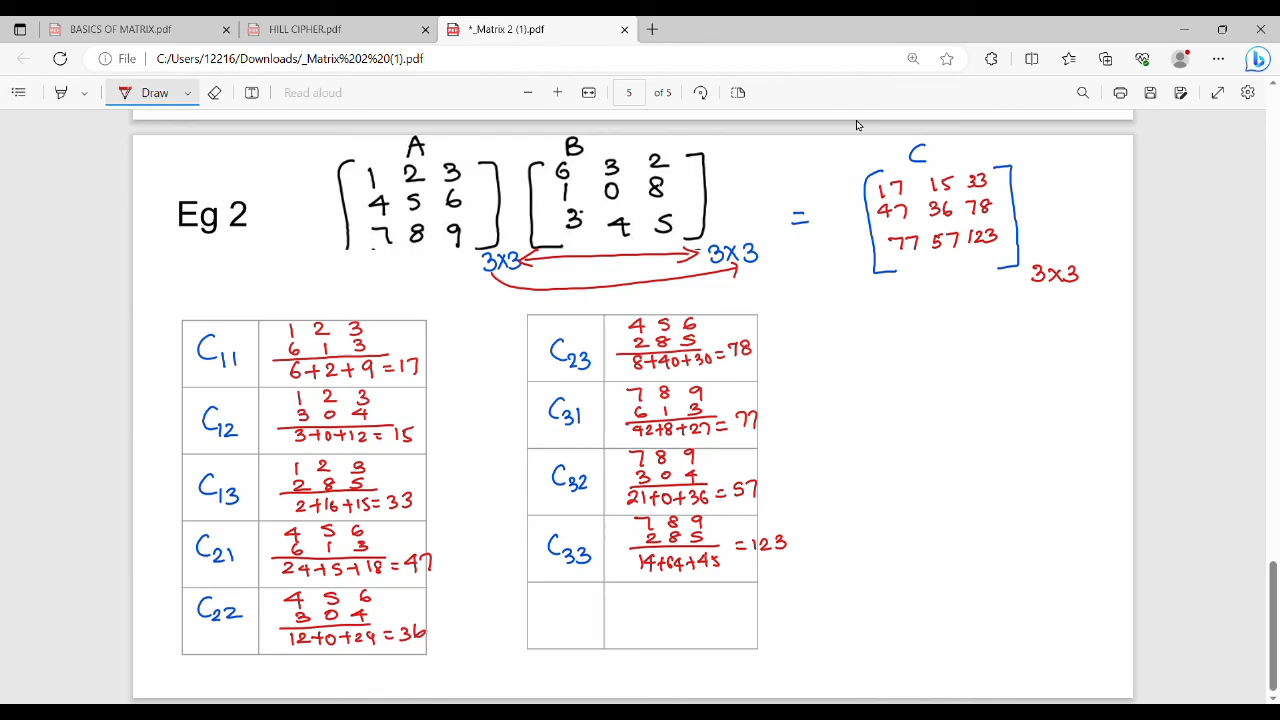 BASICS OF MATRIX.pdf
HILL CIPHER.pdf
*_Matrix 2 (1).pdf
File C:/Users/12216/Downloads/_Matrix%202%20(1).pdf
Draw
Read aloud
5 of 5
A B C
Eg 2
1 2 3 6 3 2 17 15 33
4 5 6 1 0 8 = 47 36 78
7 8 9 3 4 5 77 57 123
3x3 3x3 3x3
C11
1 2 3
6 1 3
6+2+9=17
C12
1 2 3
3 0 4
3+0+12=15
C13
1 2 3
2 8 5
2+16+15=33
C21
4 5 6
6 1 3
24+5+18=47
C22
4 5 6
3 0 4
12+0+24=36
C23
4 5 6
2 8 5
8+40+30=78
C31
7 8 9
6 1 3
42+8+27=77
C32
7 8 9
3 0 4
21+0+36=57
C33
7 8 9
2 8 5
14+64+45=123